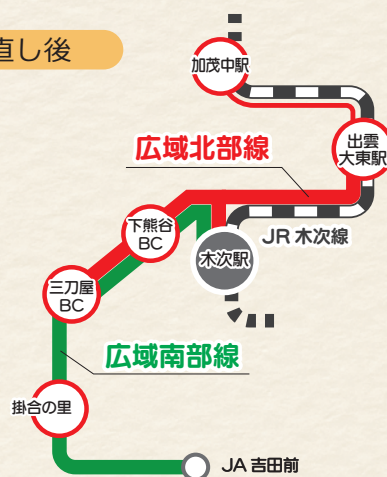 直し後
加茂中駅
出雲
大東駅
広域北部線
下熊谷
BC
JR 木次線
木次駅
三刀屋
BC
広域南部線
掛合の里
JA 吉田前